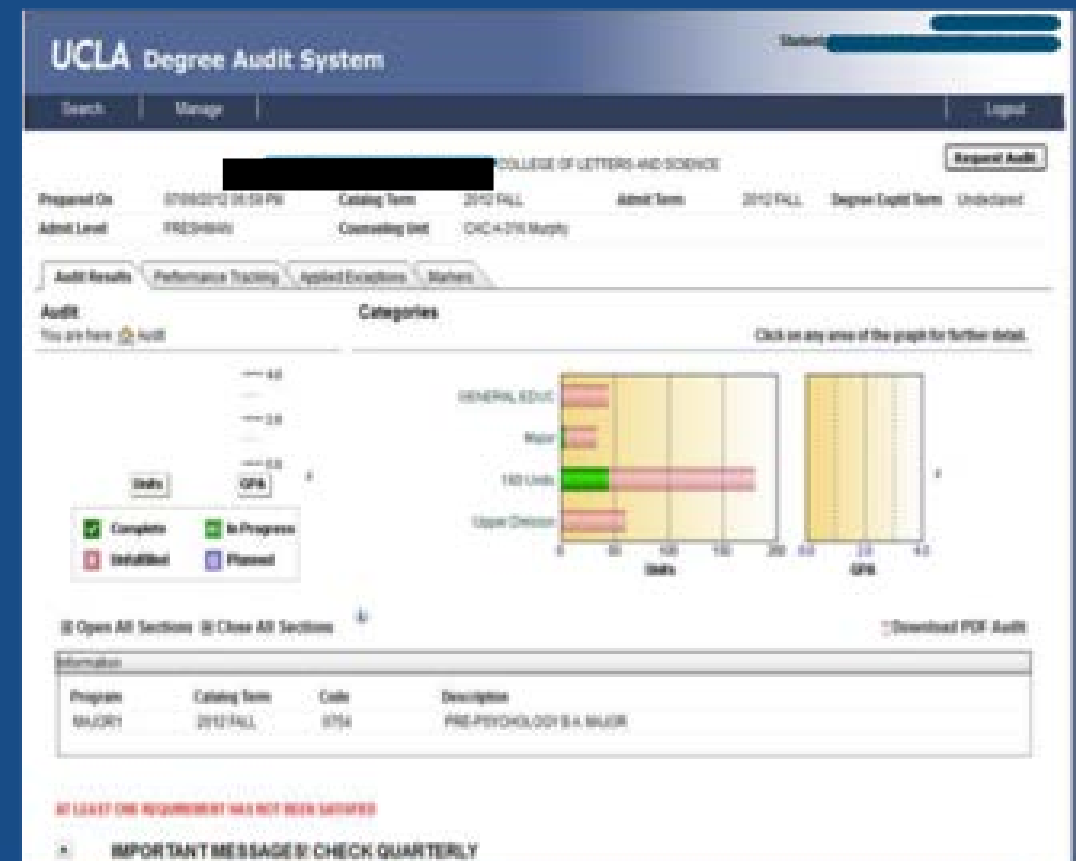 UCLA Degree Audit System
Student
Search Manage Logout
COLLEGE OF LETTERS AND SCIENCE Request Audit
Prepared On PM Catalog Term 2012 FALL Admit Term 2012 FALL Degree Exptd Term Undeclared
Admit Level FRESHMAN Counseling Unit Murphy
Audit Results Performance Tracking Applied Exceptions Markers
Audit Categories
You are here Audit Click on any area of the graph for further detail.
4.0
2.0
0.0
Units GPA
Complete In Progress
Unfulfilled Planned
GENERAL EDUC
Major
180 Units
Upper Division
0 50 100 150 200 0.0 2.0 4.0
Units GPA
Open All Sections Close All Sections Download PDF Audit
Information
Program Catalog Term Code Description
MAJOR1 2012 FALL 0754 PRE-PSYCHOLOGY B.A. MAJOR
AT LEAST ONE REQUIREMENT HAS NOT BEEN SATISFIED
IMPORTANT MESSAGES! CHECK QUARTERLY